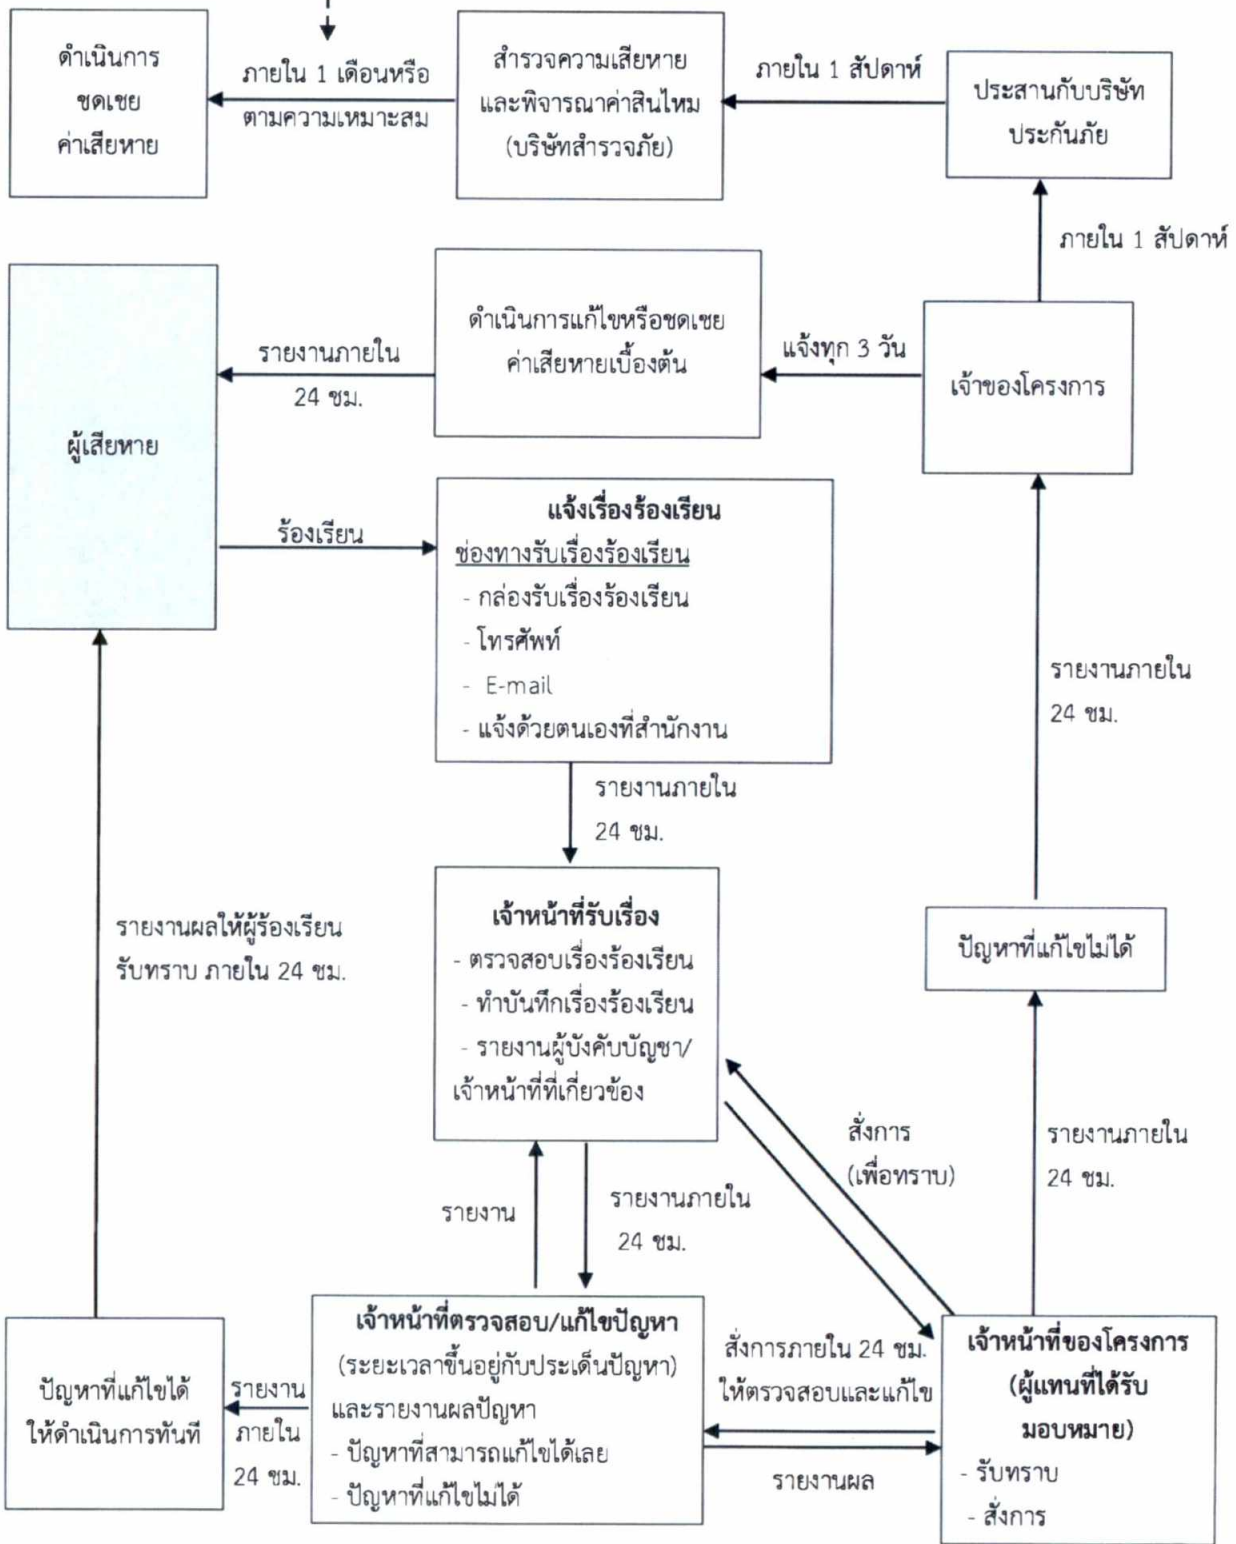 ดำเนินการ
ชดเชย
ค่าเสียหาย
ภายใน 1 เดือนหรือ
ตามความเหมาะสม
สำรวจความเสียหาย
และพิจารณาค่าสินไหม
(บริษัทสำรวจภัย)
ภายใน 1 สัปดาห์
ประสานกับบริษัท
ประกันภัย
ภายใน 1 สัปดาห์
ผู้เสียหาย
รายงานภายใน
24 ชม.
ดำเนินการแก้ไขหรือชดเชย
ค่าเสียหายเบื้องต้น
แจ้งทุก 3 วัน
เจ้าของโครงการ
ร้องเรียน
แจ้งเรื่องร้องเรียน
ช่องทางรับเรื่องร้องเรียน
- กล่องรับเรื่องร้องเรียน
- โทรศัพท์
- E-mail
- แจ้งด้วยตนเองที่สำนักงาน
รายงานภายใน
24 ชม.
รายงานภายใน
24 ชม.
เจ้าหน้าที่รับเรื่อง
- ตรวจสอบเรื่องร้องเรียน
- ทำบันทึกเรื่องร้องเรียน
- รายงานผู้บังคับบัญชา/
เจ้าหน้าที่ที่เกี่ยวข้อง
รายงานผลให้ผู้ร้องเรียน
รับทราบ ภายใน 24 ชม.
ปัญหาที่แก้ไขไม่ได้
สั่งการ
(เพื่อทราบ)
รายงานภายใน
24 ชม.
รายงาน
รายงานภายใน
24 ชม.
ปัญหาที่แก้ไขได้
ให้ดำเนินการทันที
รายงาน
ภายใน
24 ชม.
เจ้าหน้าที่ตรวจสอบ/แก้ไขปัญหา
(ระยะเวลาขึ้นอยู่กับประเด็นปัญหา)
และรายงานผลปัญหา
- ปัญหาที่สามารถแก้ไขได้เลย
- ปัญหาที่แก้ไขไม่ได้
สั่งการภายใน 24 ชม.
ให้ตรวจสอบและแก้ไข
รายงานผล
เจ้าหน้าที่ของโครงการ
(ผู้แทนที่ได้รับ
มอบหมาย)
- รับทราบ
- สั่งการ